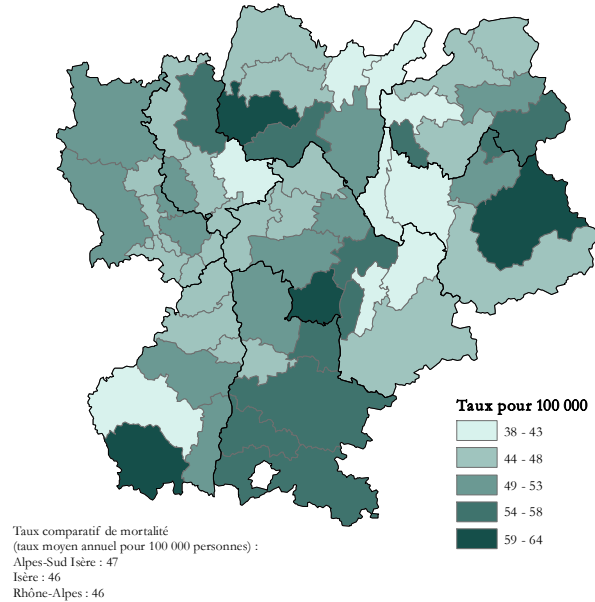 Taux pour 100 000
38 - 43
44 - 48
49 - 53
54 - 58
59 - 64
Taux comparatif de mortalité
(taux moyen annuel pour 100 000 personnes) :
Alpes-Sud Isère : 47
Isère : 46
Rhône-Alpes : 46